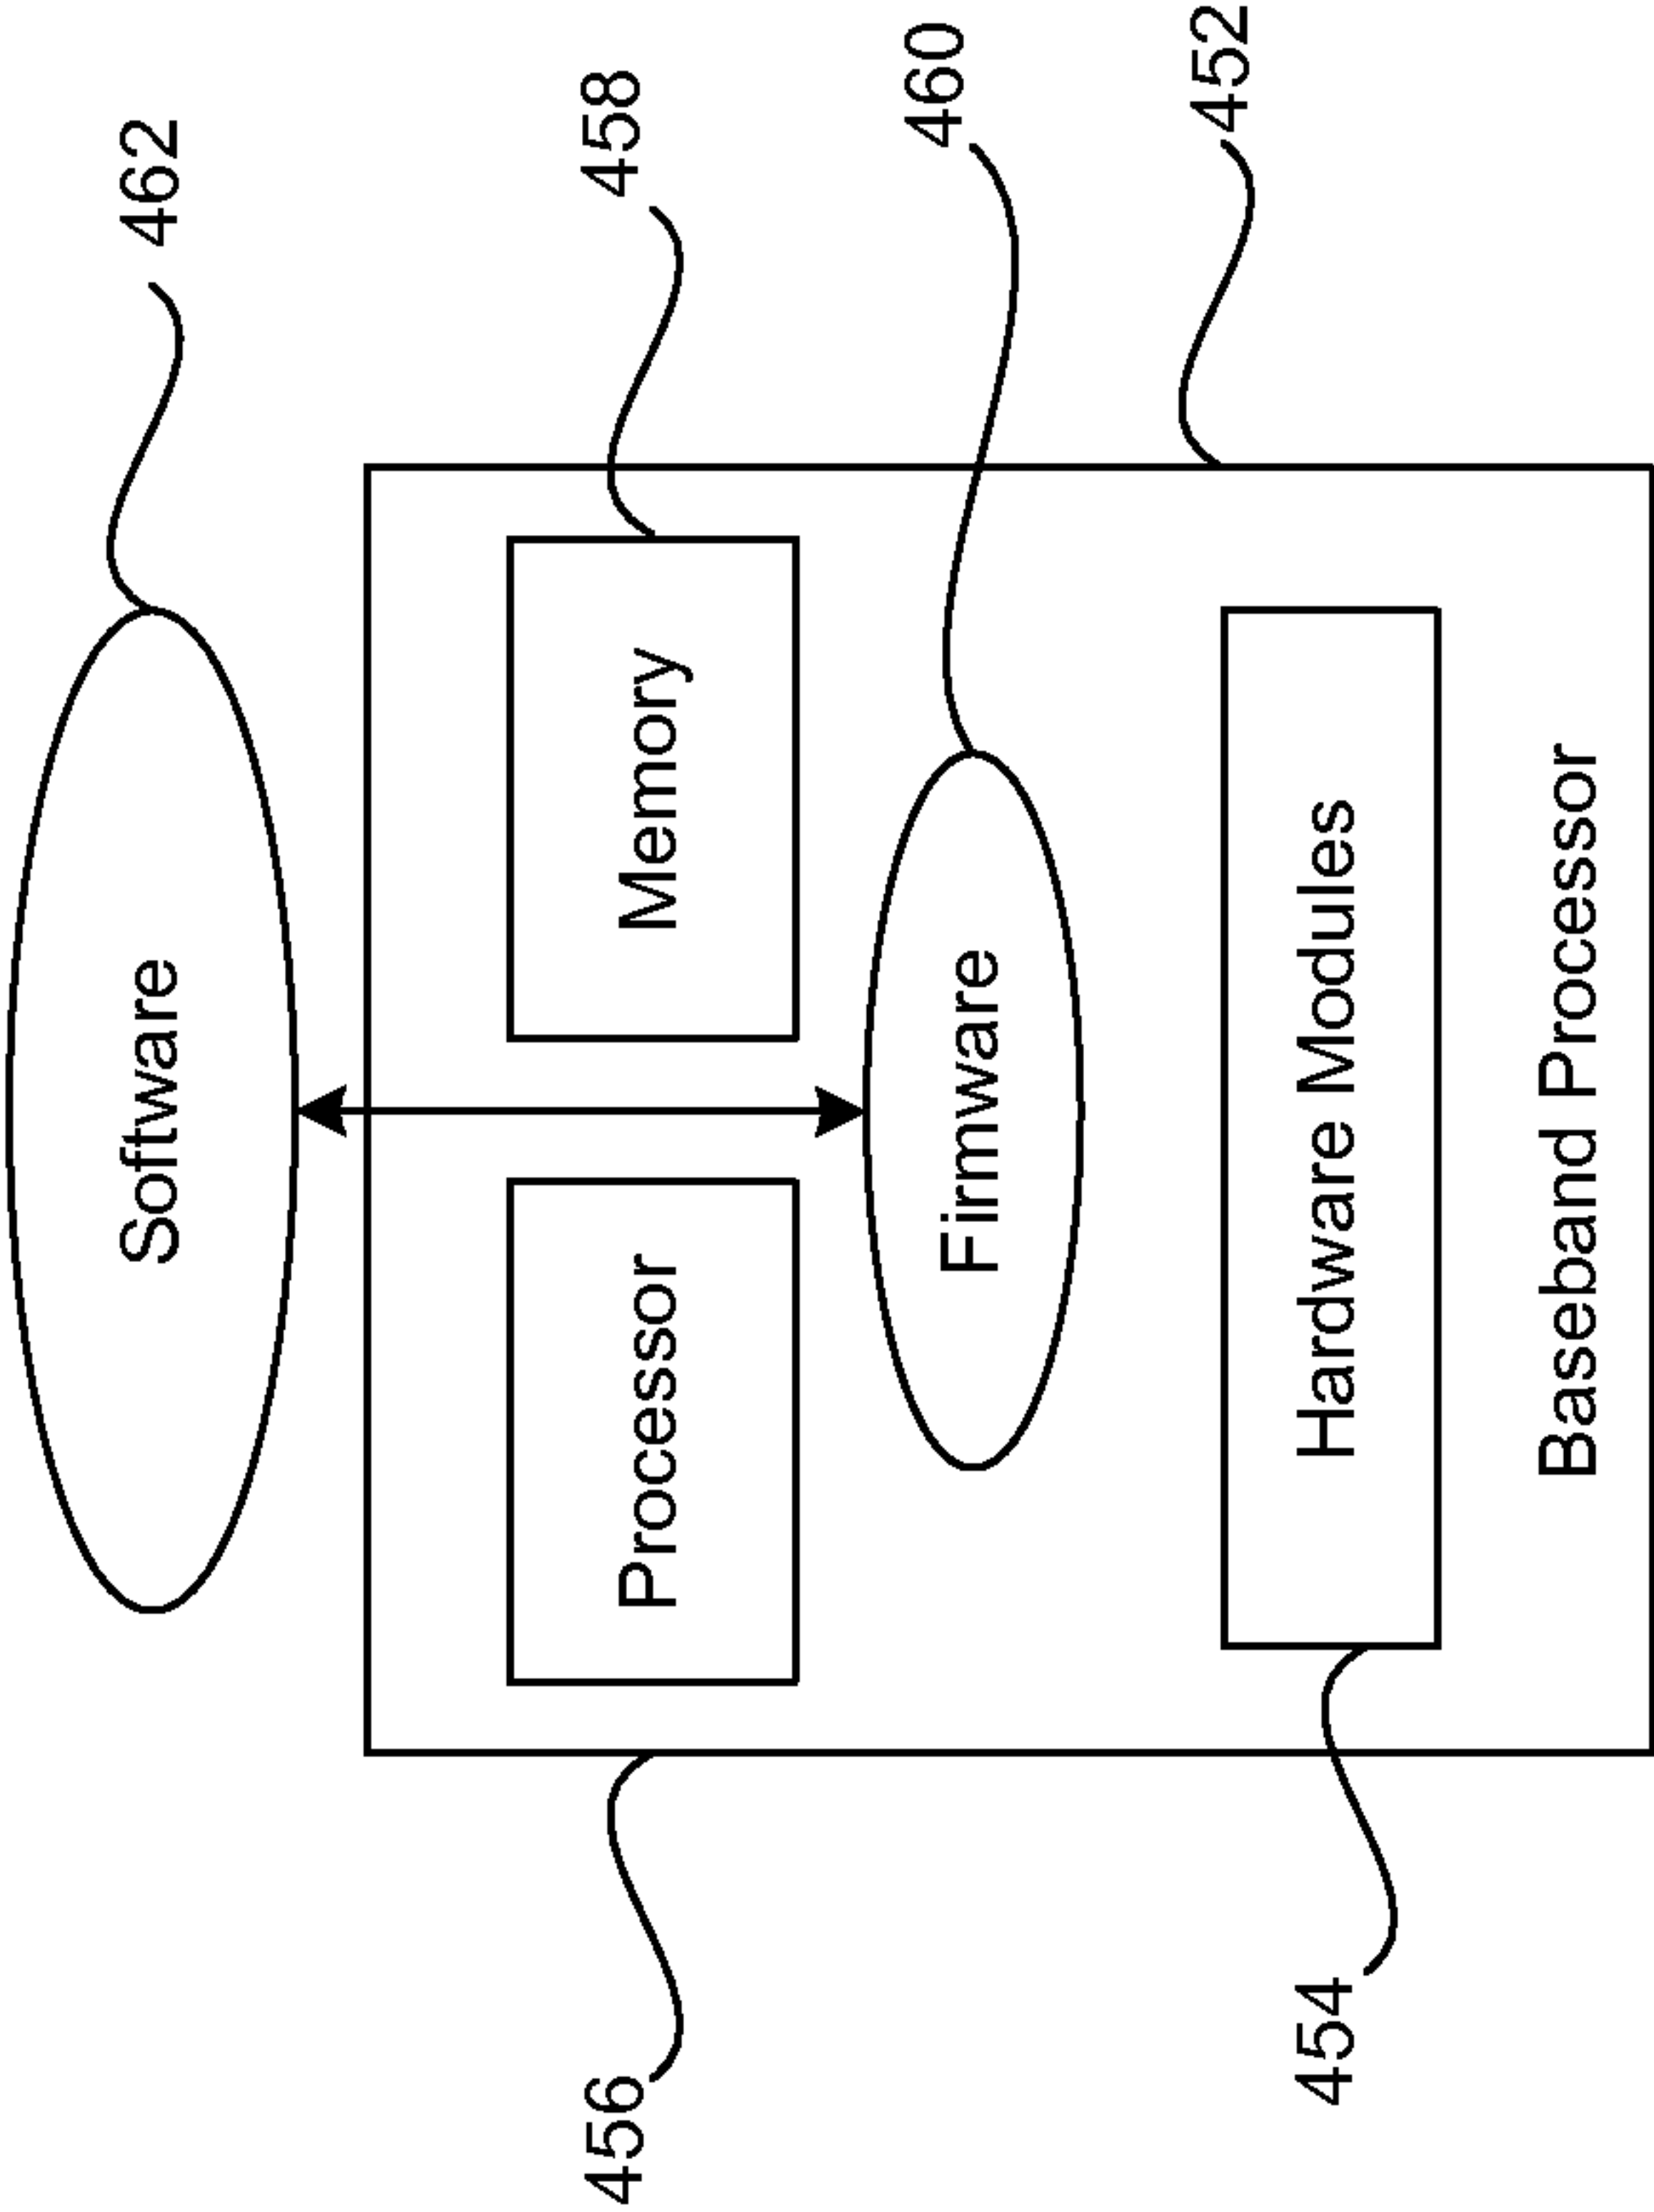 462
Software
458
Processor
Memory
456
460
Firmware
452
Hardware Modules
454
Baseband Processor